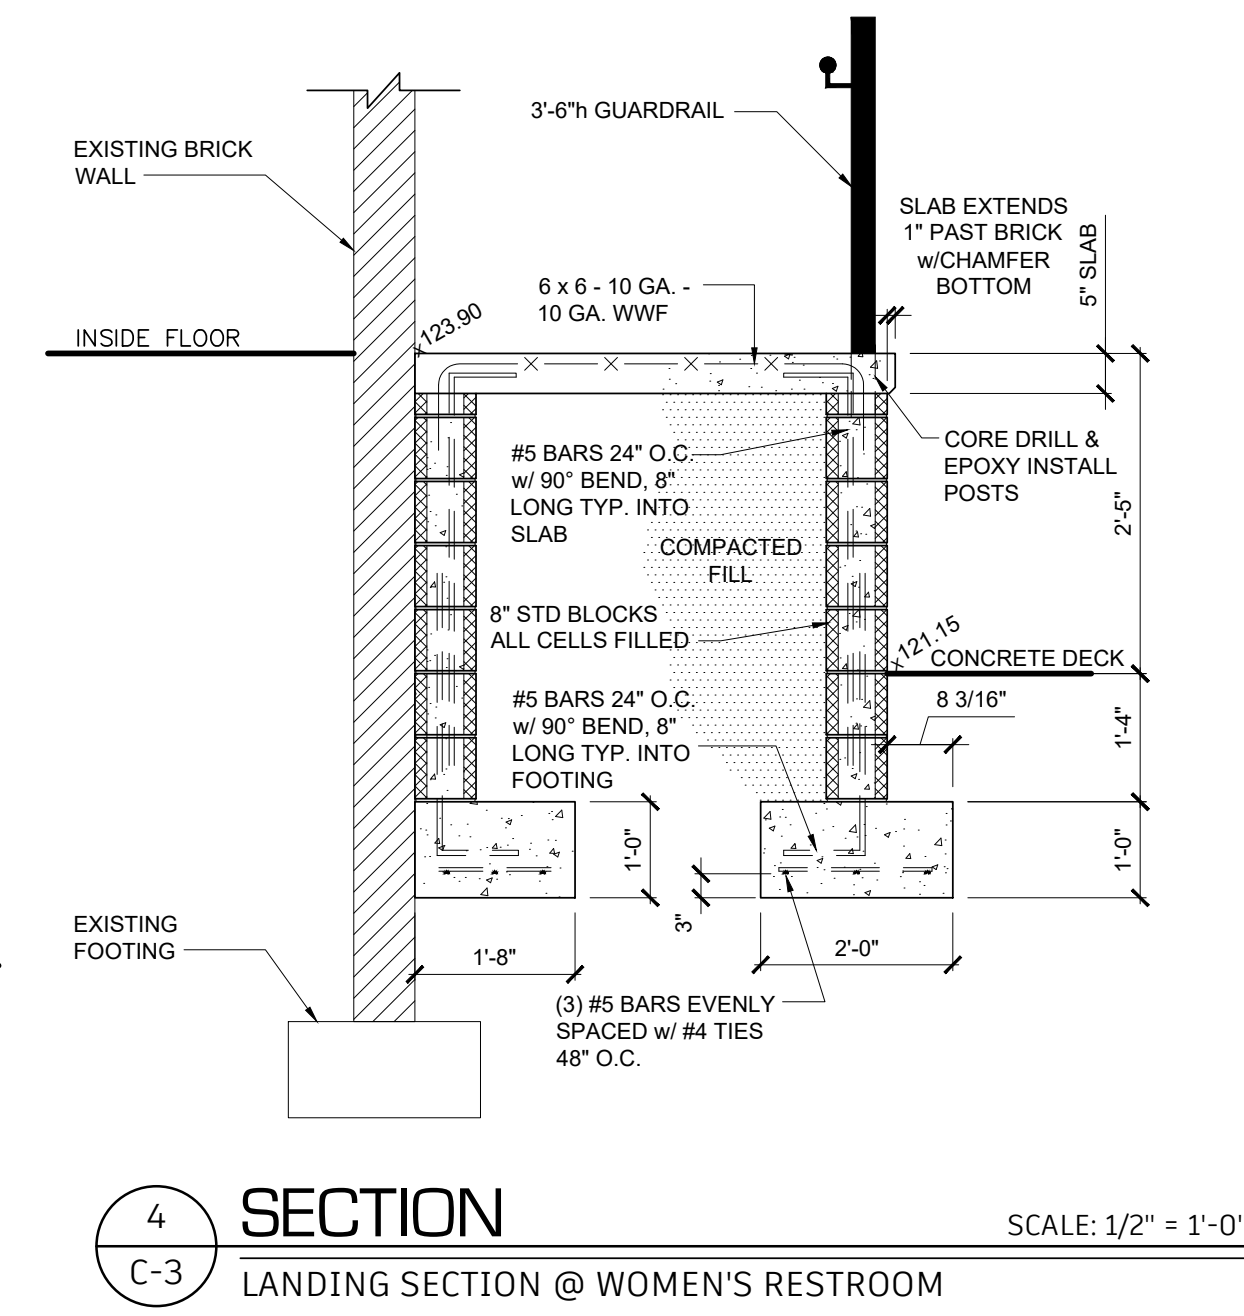 3'-6"h GUARDRAIL
EXISTING BRICK
WALL
SLAB EXTENDS
1" PAST BRICK
w/CHAMFER
BOTTOM
5" SLAB
6 x 6 - 10 GA. -
10 GA. WWF
123.90
INSIDE FLOOR
#5 BARS 24" O.C.
w/ 90° BEND, 8"
LONG TYP. INTO
SLAB
CORE DRILL &
EPOXY INSTALL
POSTS
2'-5"
COMPACTED
FILL
8" STD BLOCKS
ALL CELLS FILLED
121.15
CONCRETE DECK
#5 BARS 24" O.C.
w/ 90° BEND, 8"
LONG TYP. INTO
FOOTING
8 3/16"
1'-4"
1'-0"
1'-0"
3"
EXISTING
FOOTING
1'-8"
2'-0"
(3) #5 BARS EVENLY
SPACED w/ #4 TIES
48" O.C.
4
C-3
SECTION
SCALE: 1/2" = 1'-0'
LANDING SECTION @ WOMEN'S RESTROOM